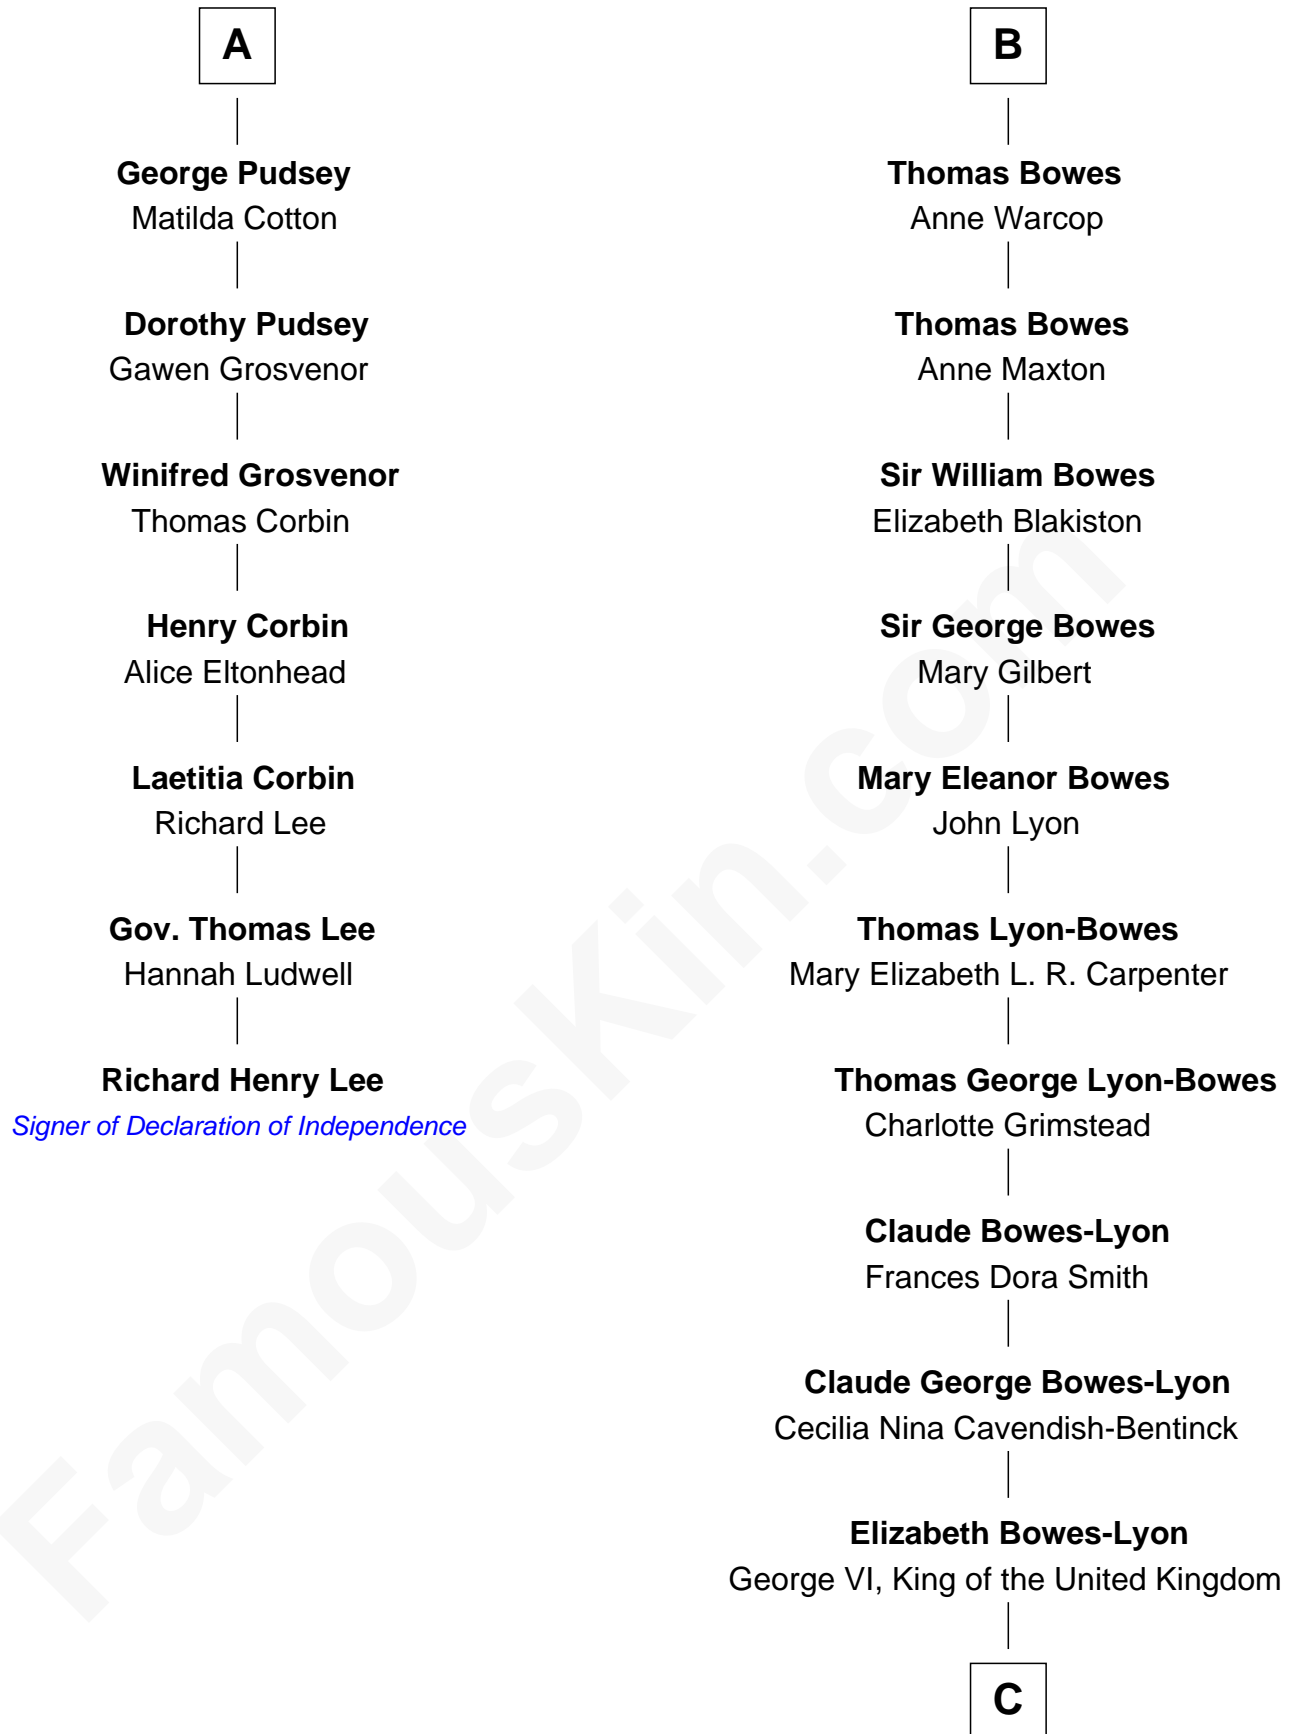 A
George Pudsey
Matilda Cotton
Dorothy Pudsey
Gawen Grosvenor
Winifred Grosvenor
Thomas Corbin
Henry Corbin
Alice Eltonhead
Laetitia Corbin
Richard Lee
Gov. Thomas Lee
Hannah Ludwell
Richard Henry Lee
Signer of Declaration of Independence
B
Thomas Bowes
Anne Warcop
Thomas Bowes
Anne Maxton
Sir William Bowes
Elizabeth Blakiston
Sir George Bowes
Mary Gilbert
Mary Eleanor Bowes
John Lyon
Thomas Lyon-Bowes
Mary Elizabeth L. R. Carpenter
Thomas George Lyon-Bowes
Charlotte Grimstead
Claude Bowes-Lyon
Frances Dora Smith
Claude George Bowes-Lyon
Cecilia Nina Cavendish-Bentinck
Elizabeth Bowes-Lyon
George VI, King of the United Kingdom
C
FamousKin.com